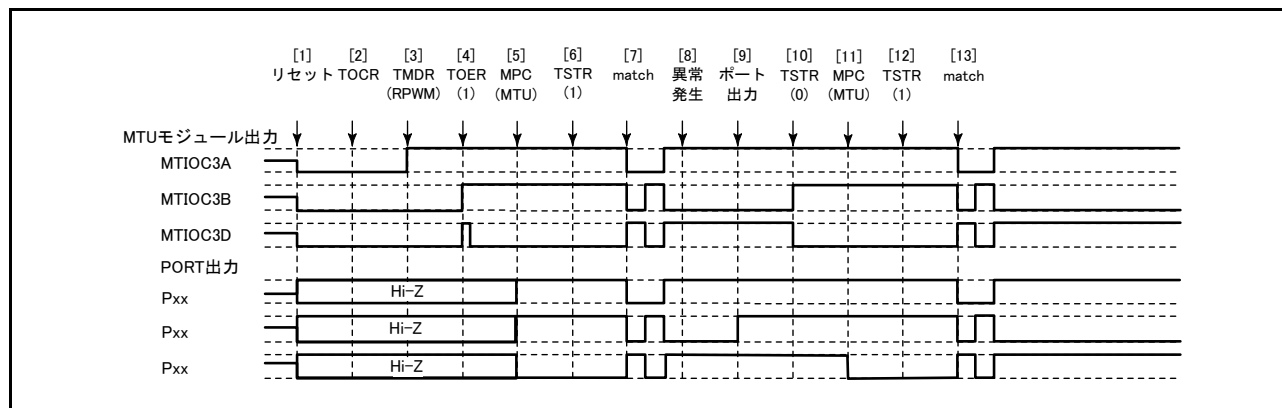 [1] [2] [3] [4] [5] [6] [7] [8] [9] [10] [11] [12] [13]
リセット TOCR TMDR TOER MPC TSTR match 異常 ポート TSTR MPC TSTR match
(RPWM) (1) (MTU) (1) 発生 出力 (0) (MTU) (1)
MTUモジュール出力
MTIOC3A
MTIOC3B
MTIOC3D
PORT出力
Pxx Hi-Z
Pxx Hi-Z
Pxx Hi-Z